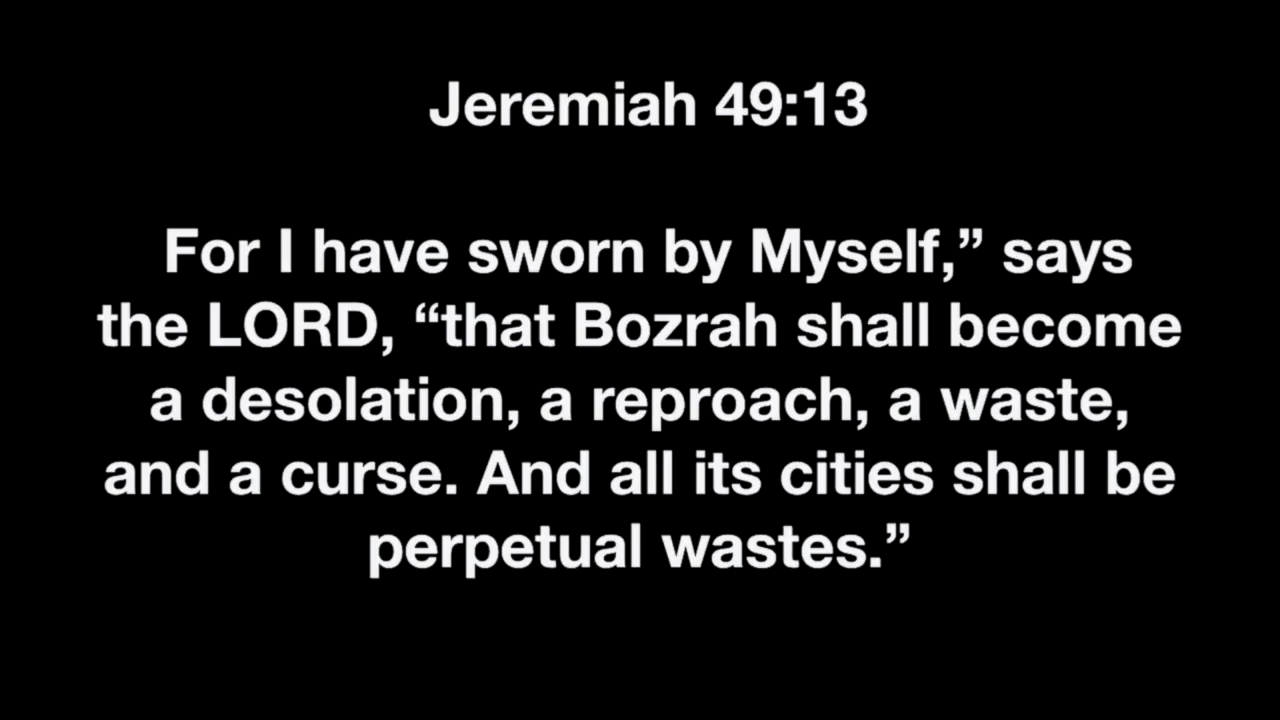 Jeremiah 49:13
For I have sworn by Myself,” says
the LORD, “that Bozrah shall become
a desolation, a reproach, a waste,
and a curse. And all its cities shall be
perpetual wastes.”